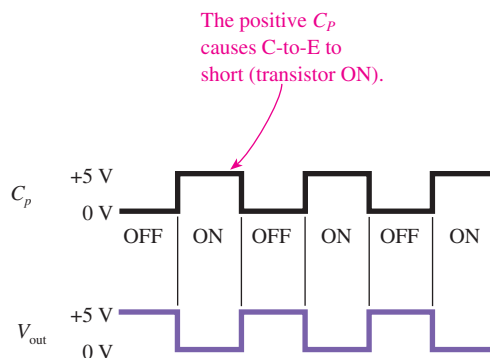 The positive C_P
causes C-to-E to
short (transistor ON).
+5 V
C_p
0 V
OFF ON OFF ON OFF ON
+5 V
V_out
0 V